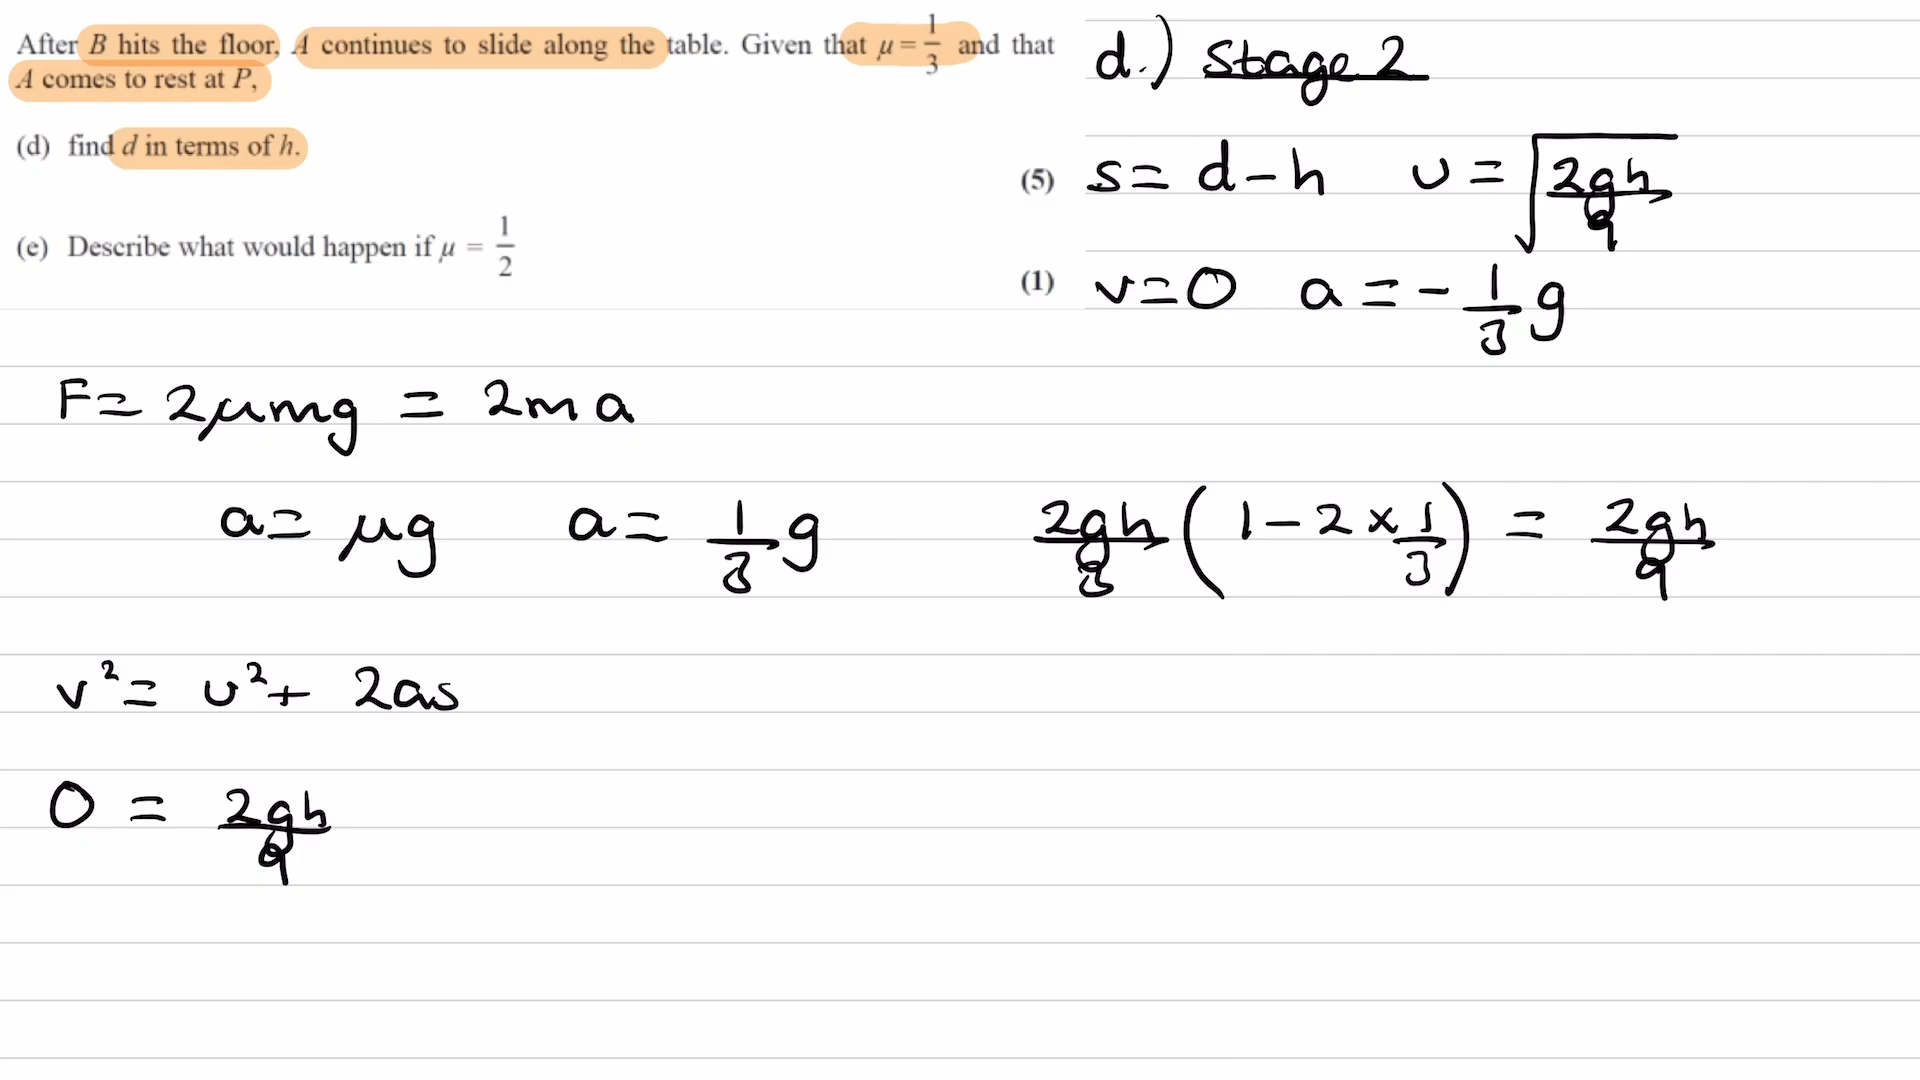 After B hits the floor, A continues to slide along the table. Given that μ = 1/3 and that
A comes to rest at P,
(d) find d in terms of h.
(5)
(e) Describe what would happen if μ = 1/2
(1)
d.) Stage 2
s = d - h u = √(2gh/9)
v = 0 a = - 1/3 g
F = 2μmg = 2ma
a = μg a = 1/3 g
2gh/3 (1 - 2 × 1/3) = 2gh/9
v² = u² + 2as
0 = 2gh/9